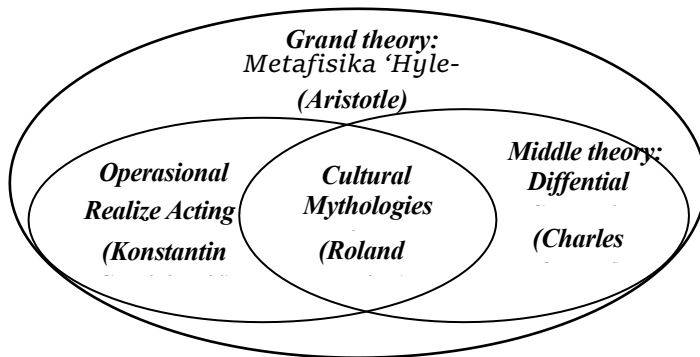 Grand theory:
Metafisika ‘Hyle-
(Aristotle)
Operasional
Realize Acting
(Konstantin
Cultural
Mythologies
(Roland
Middle theory:
Diffential
(Charles